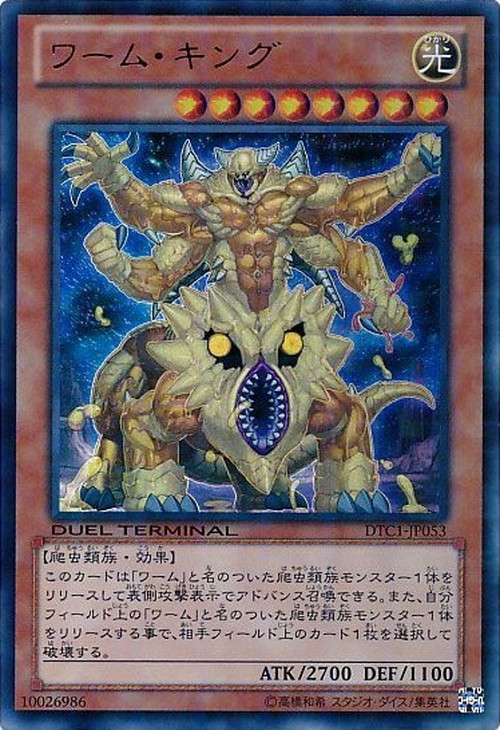 ワーム・キング
光
DUEL TERMINAL
DTC1-JP053
【爬虫類族・効果】
このカードは「ワーム」と名のついた爬虫類族モンスター1体を
リリースして表側攻撃表示でアドバンス召喚できる。また、自分
フィールド上の「ワーム」と名のついた爬虫類族モンスター1体
をリリースする事で、相手フィールド上のカード1枚を選択して
破壊する。
ATK/2700 DEF/1100
10026986
©高橋和希 スタジオ・ダイス/集英社